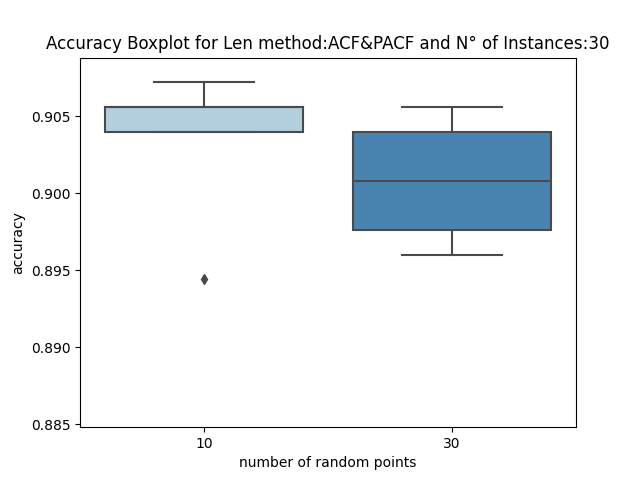 Accuracy Boxplot for Len method:ACF&PACF and N° of Instances:30
0.905
0.900
0.895
0.890
0.885
accuracy
10
30
number of random points